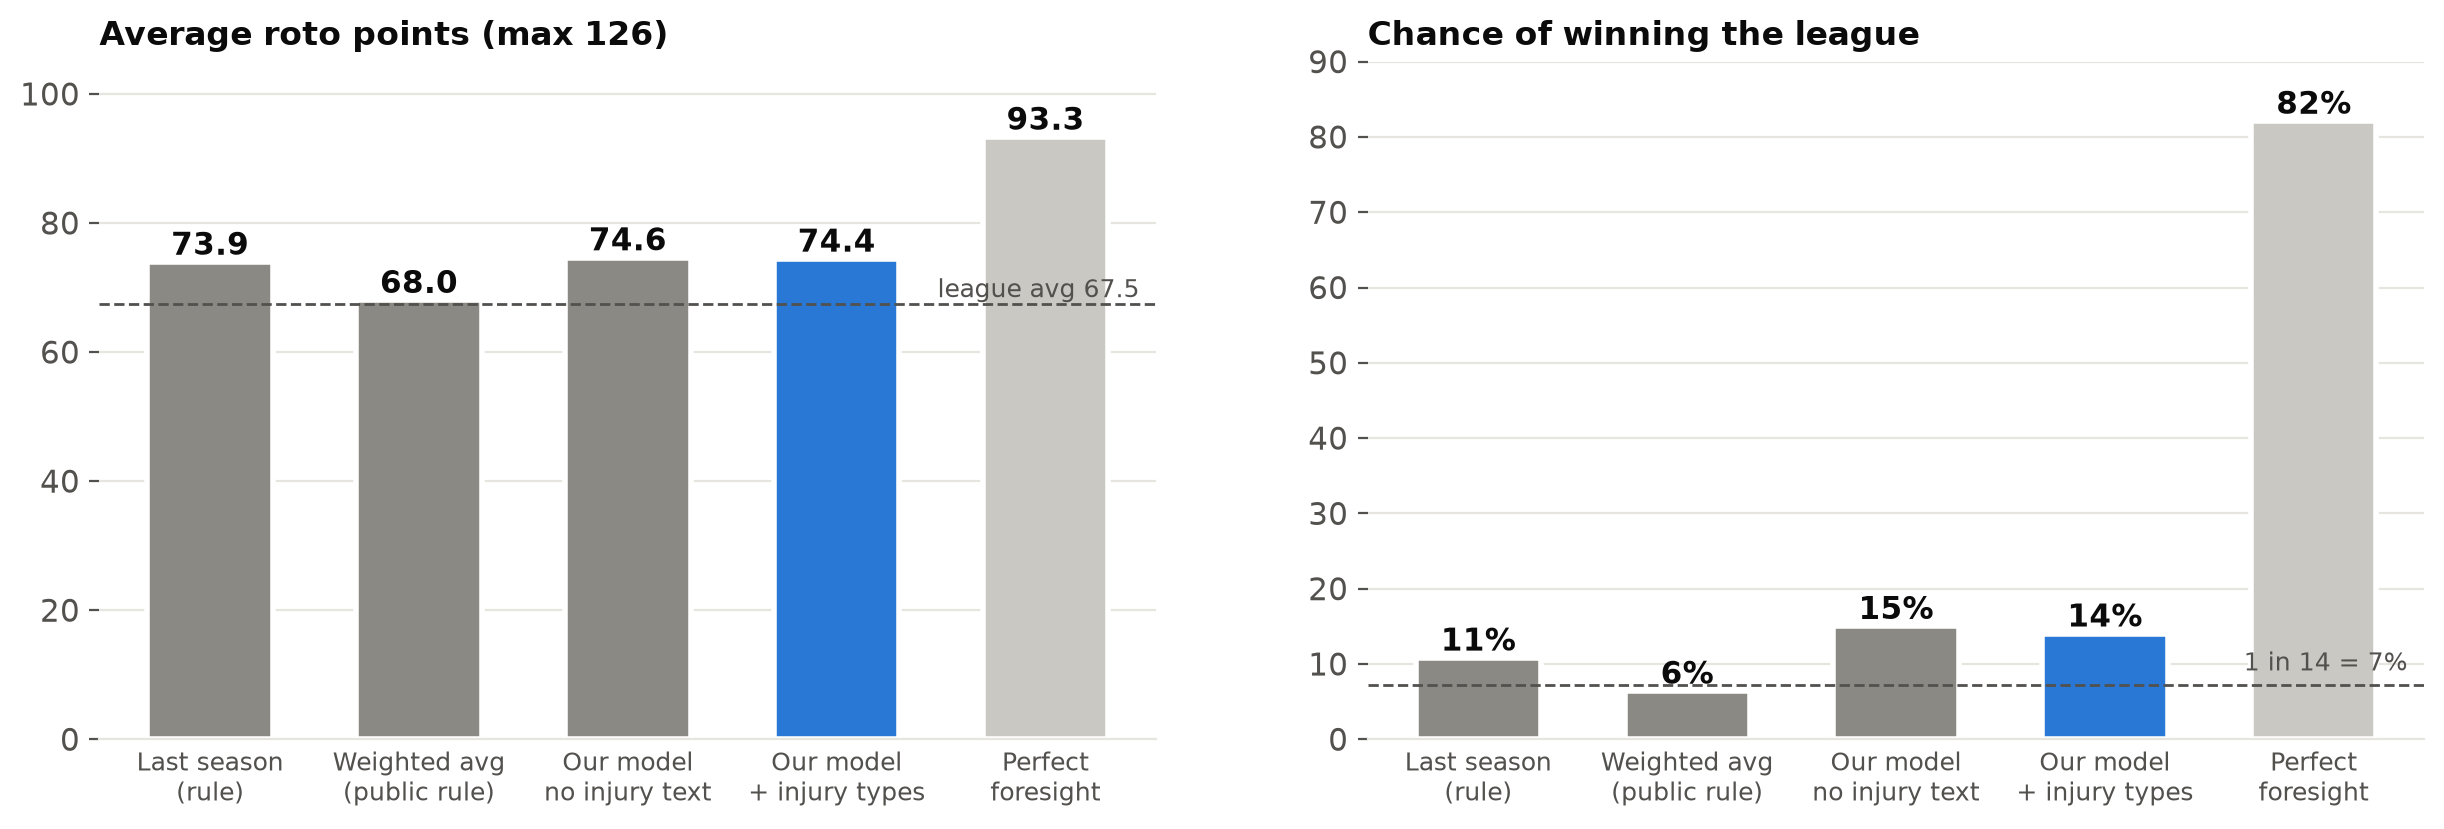 Average roto points (max 126)
100
80
60
40
20
0
73.9
68.0
74.6
74.4
93.3
league avg 67.5
Last season
(rule)
Weighted avg
(public rule)
Our model
no injury text
Our model
+ injury types
Perfect
foresight
Chance of winning the league
90
80
70
60
50
40
30
20
10
0
11%
6%
15%
14%
82%
1 in 14 = 7%
Last season
(rule)
Weighted avg
(public rule)
Our model
no injury text
Our model
+ injury types
Perfect
foresight